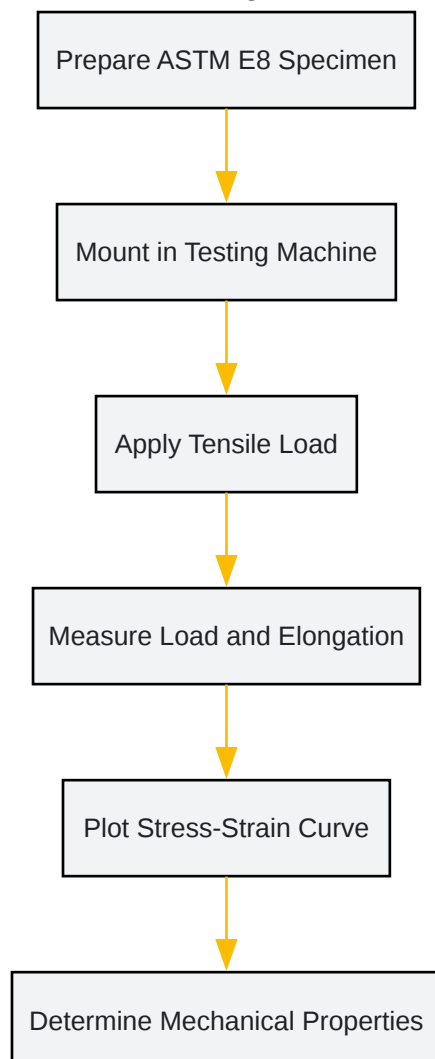 Prepare ASTM E8 Specimen
Mount in Testing Machine
Apply Tensile Load
Measure Load and Elongation
Plot Stress-Strain Curve
Determine Mechanical Properties